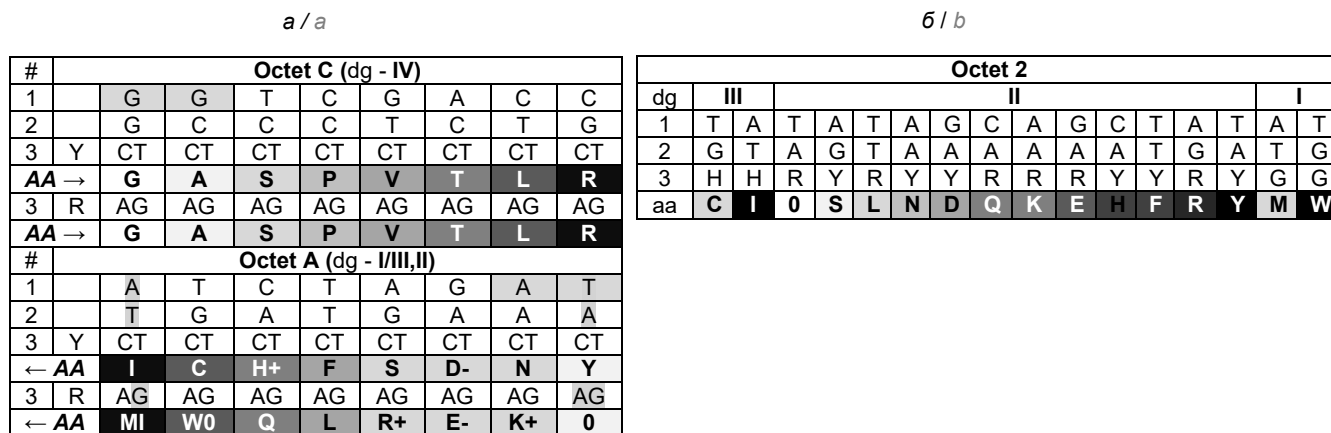 а / a
# Octet C (dg - IV)
1 G G T C G A C C
2 G C C C T C T G
3 Y CT CT CT CT CT CT CT CT
AA → G A S P V T L R
3 R AG AG AG AG AG AG AG AG
AA → G A S P V T L R
# Octet A (dg - I/III,II)
1 A T C T A G A T
2 T G A T G A A A
3 Y CT CT CT CT CT CT CT CT
← AA I C H+ F S D- N Y
3 R AG AG AG AG AG AG AG AG
← AA MI W0 Q L R+ E- K+ 0
б / b
Octet 2
dg III II I
1 T A T A T A G C A G C T A T A T
2 G T A G T A A A A A A T G A T G
3 H H R Y R Y Y R R R Y Y R Y G G
aa C I 0 S L N D Q K E H F R Y M W